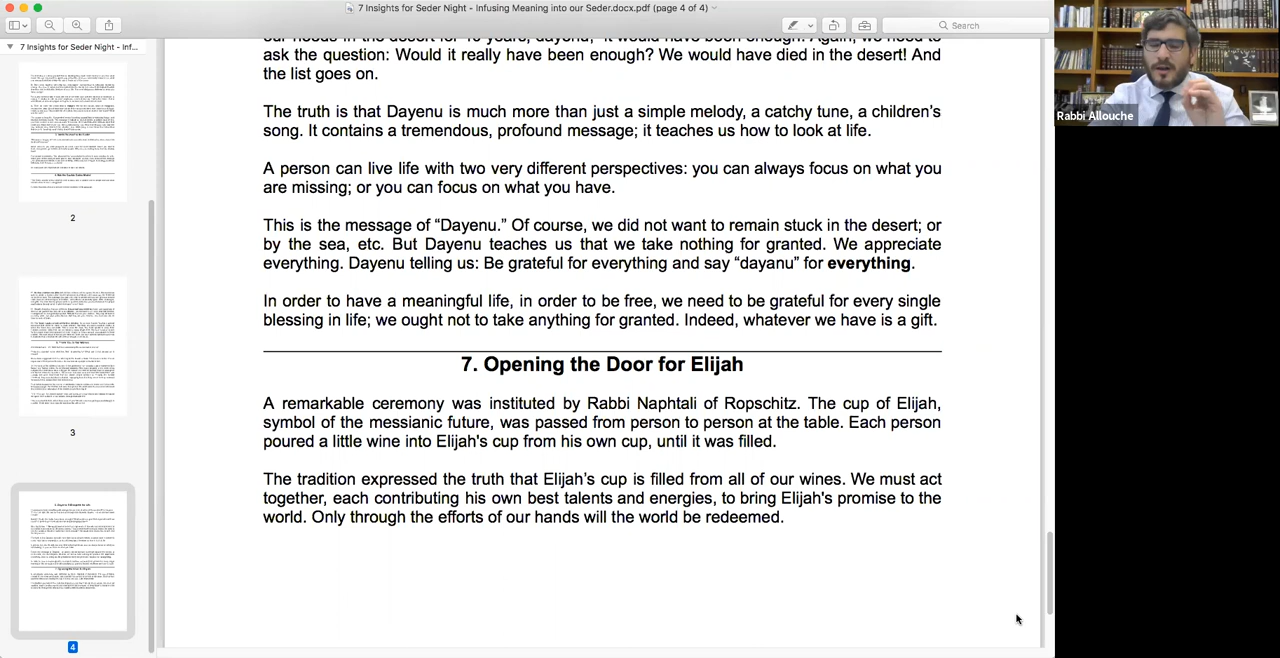 7 Insights for Seder Night - Infusing Meaning into our Seder.docx.pdf (page 4 of 4)
Search
7 Insights for Seder Night - Inf...
2
3
4
Rabbi Allouche
ask the question: Would it really have been enough? We would have died in the desert! And
the list goes on.
The truth is that Dayenu is much more than just a simple melody, a catchy tune, a children's
song. It contains a tremendous, profound message; it teaches us how to look at life.
A person can live life with two very different perspectives: you can always focus on what you
are missing; or you can focus on what you have.
This is the message of “Dayenu.” Of course, we did not want to remain stuck in the desert; or
by the sea, etc. But Dayenu teaches us that we take nothing for granted. We appreciate
everything. Dayenu telling us: Be grateful for everything and say “dayanu” for everything.
In order to have a meaningful life, in order to be free, we need to be grateful for every single
blessing in life; we ought not to take anything for granted. Indeed, whatever we have is a gift.
7. Opening the Door for Elijah
A remarkable ceremony was instituted by Rabbi Naphtali of Ropschitz. The cup of Elijah,
symbol of the messianic future, was passed from person to person at the table. Each person
poured a little wine into Elijah's cup from his own cup, until it was filled.
The tradition expressed the truth that Elijah's cup is filled from all of our wines. We must act
together, each contributing his own best talents and energies, to bring Elijah's promise to the
world. Only through the efforts of our hands will the world be redeemed.